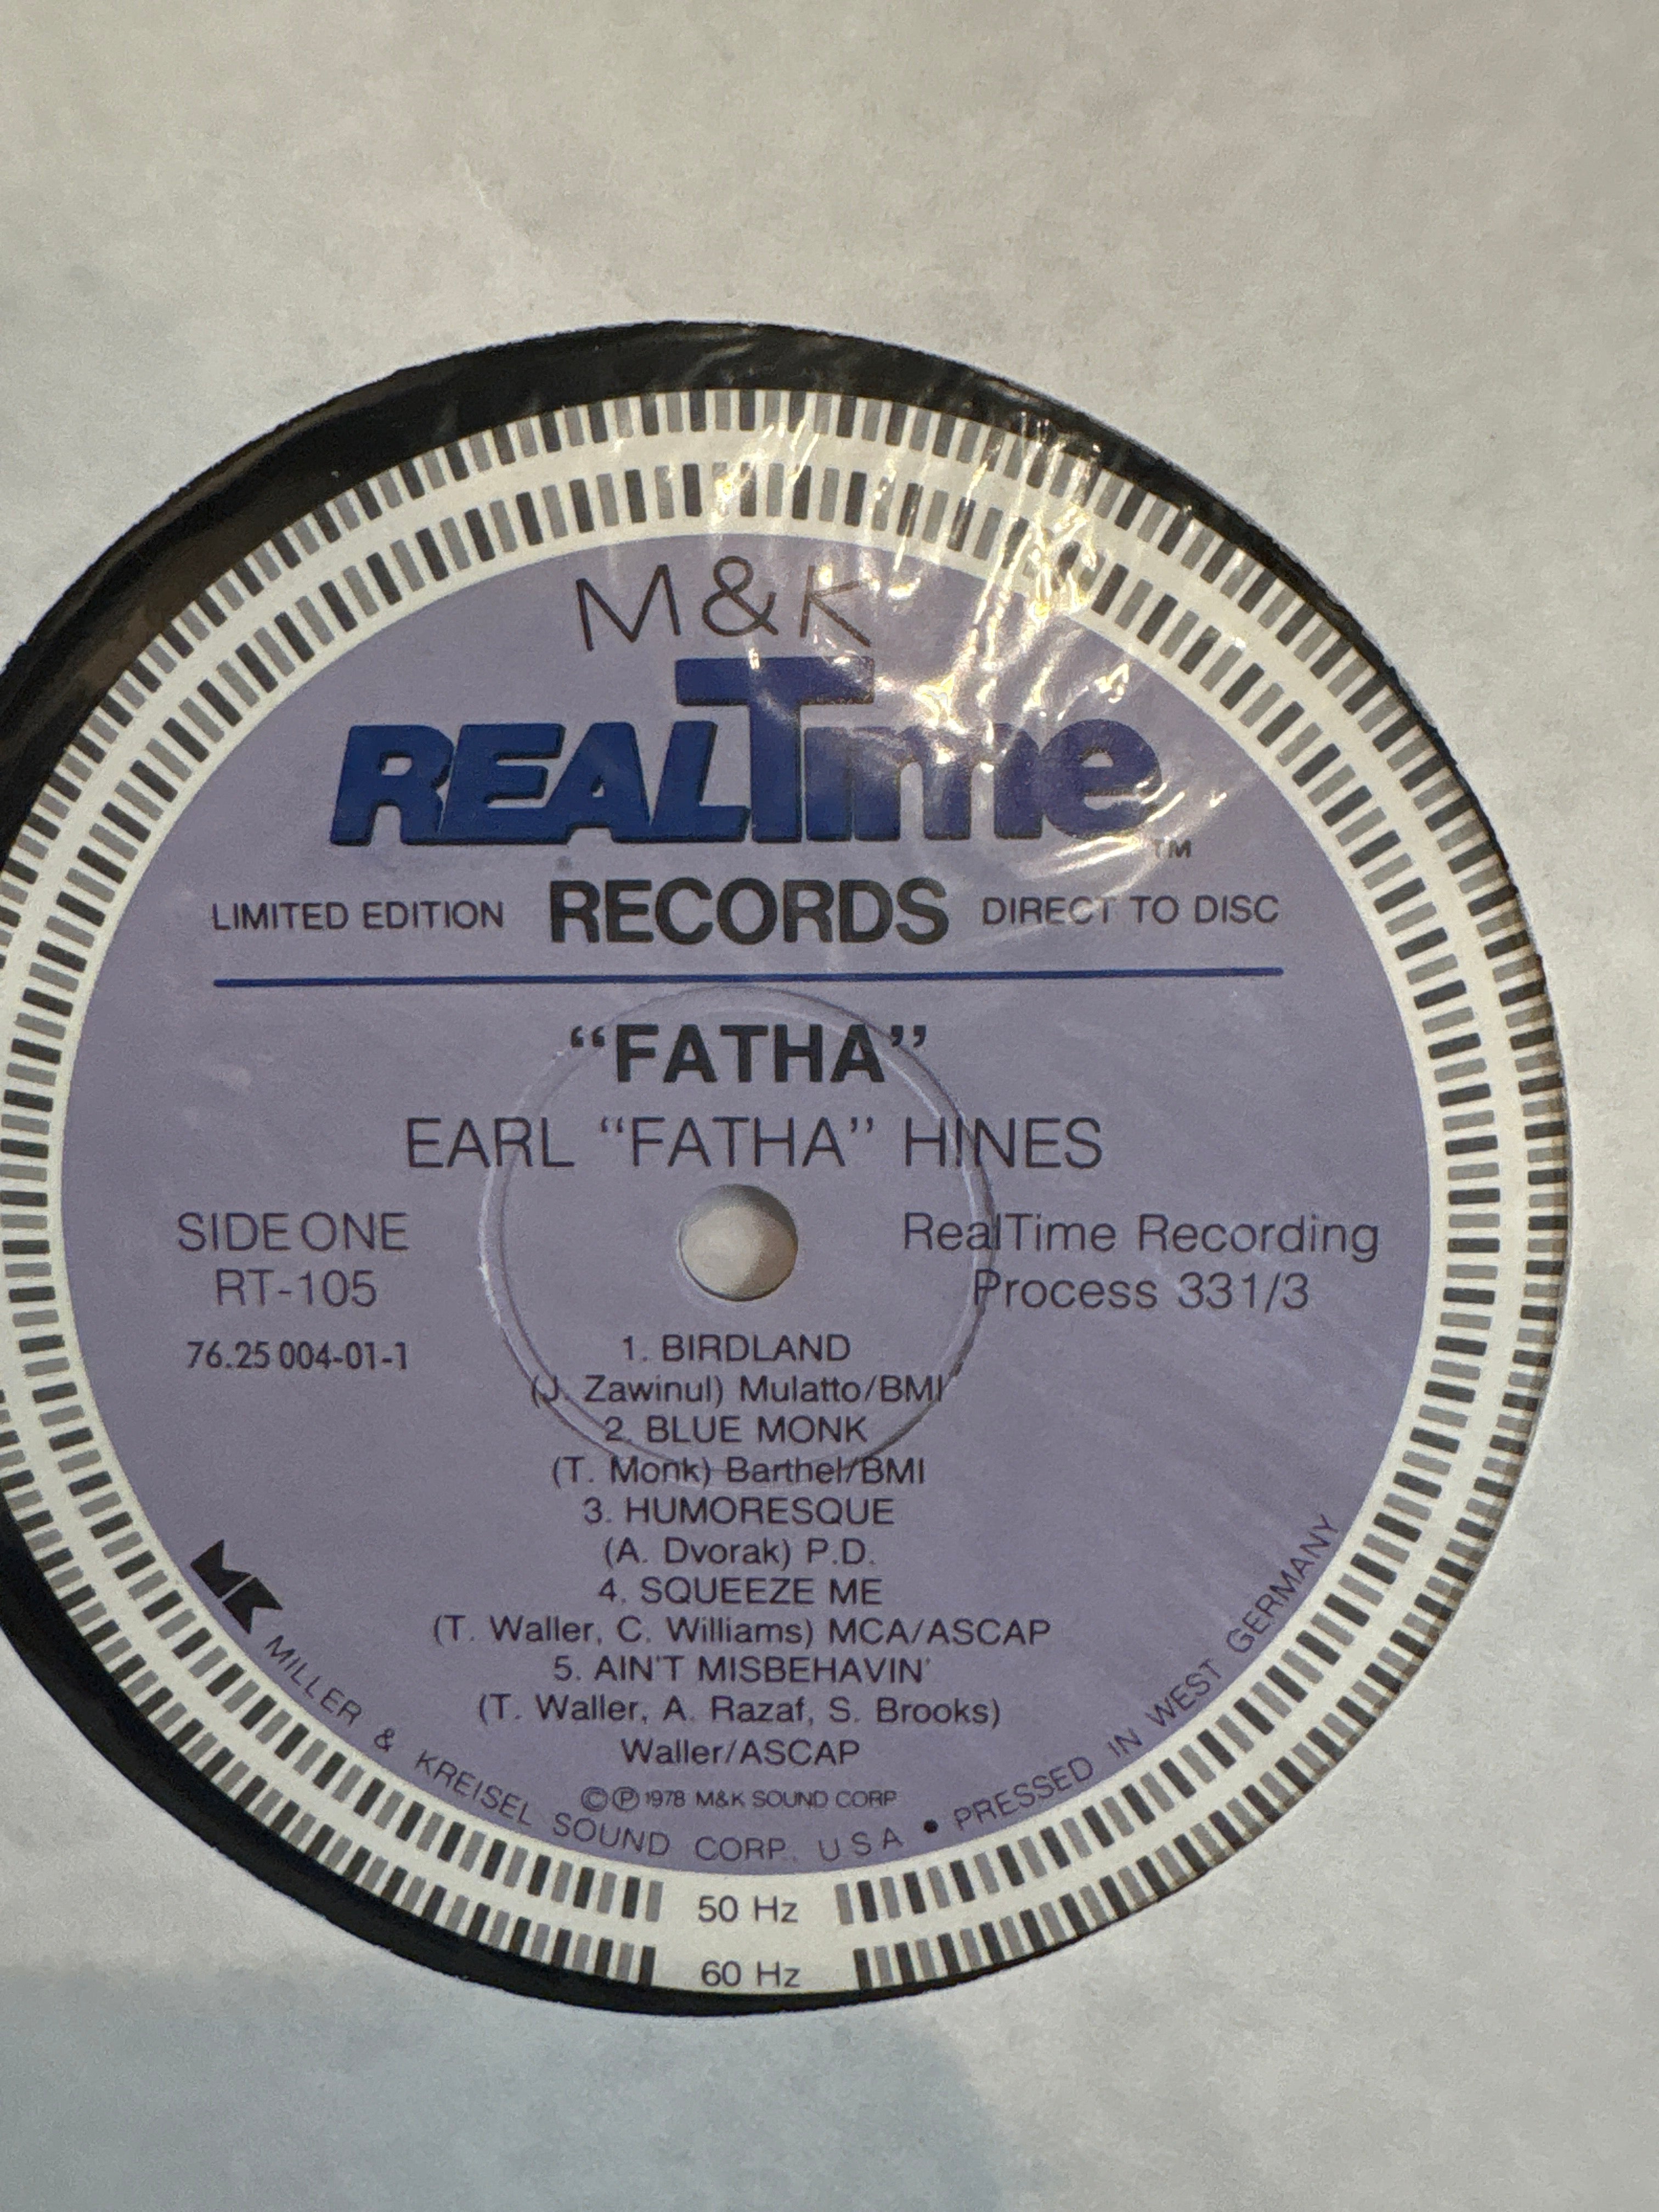 M&K
REALTime
TM
LIMITED EDITION RECORDS DIRECT TO DISC
“FATHA”
EARL “FATHA” HINES
SIDE ONE
RT-105
76.25 004-01-1
RealTime Recording
Process 331/3
1. BIRDLAND
(J. Zawinul) Mulatto/BMI
2. BLUE MONK
(T. Monk) Barthel/BMI
3. HUMORESQUE
(A. Dvorak) P.D.
4. SQUEEZE ME
(T. Waller, C. Williams) MCA/ASCAP
5. AIN'T MISBEHAVIN'
(T. Waller, A. Razaf, S. Brooks)
Waller/ASCAP
©℗ 1978 M&K SOUND CORP
MK MILLER & KREISEL SOUND CORP. USA • PRESSED IN WEST GERMANY
50 Hz
60 Hz